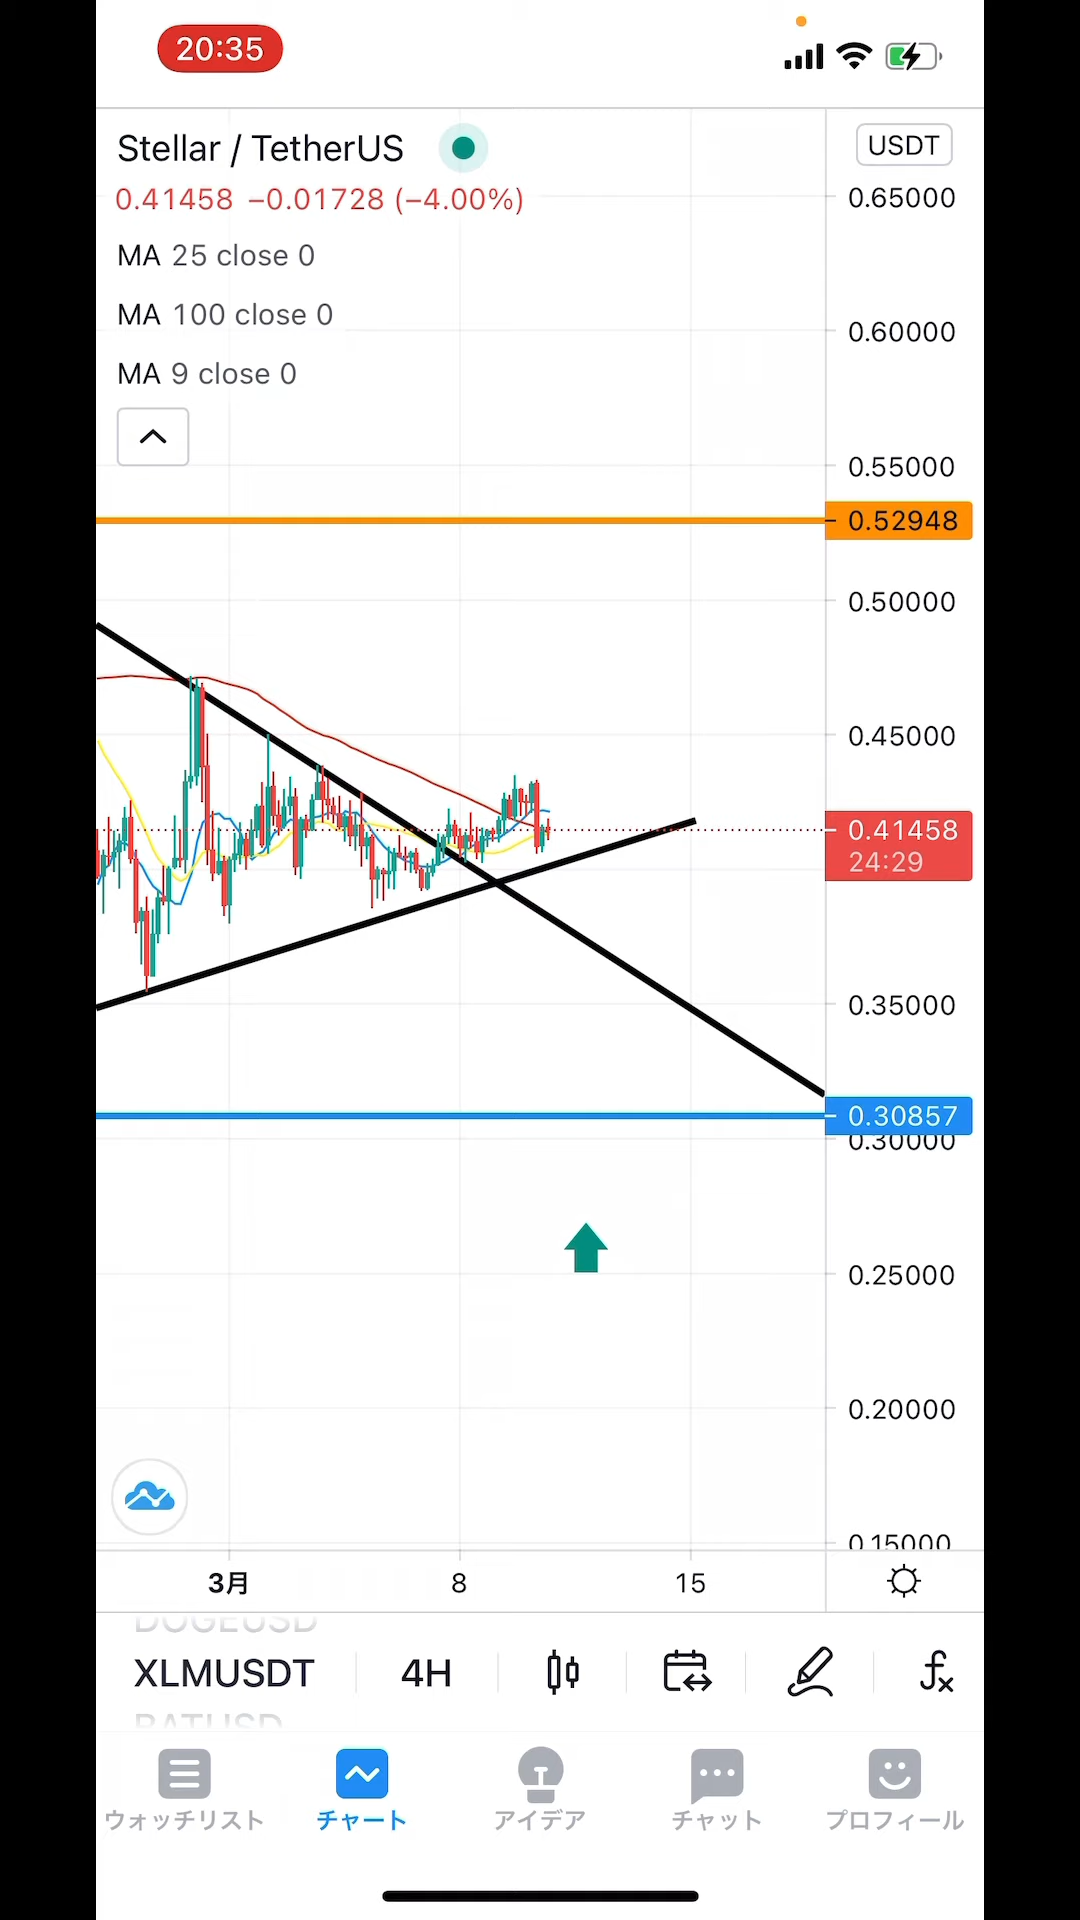 20:35
Stellar / TetherUS
USDT
0.41458 −0.01728 (−4.00%)
MA 25 close 0
MA 100 close 0
MA 9 close 0
0.65000
0.60000
0.55000
0.52948
0.50000
0.45000
0.41458
24:29
0.35000
0.30857
0.30000
0.25000
0.20000
0.15000
3月 8 15
DOGEUSD
XLMUSDT 4H
BATUSD
ウォッチリスト チャート アイデア チャット プロフィール